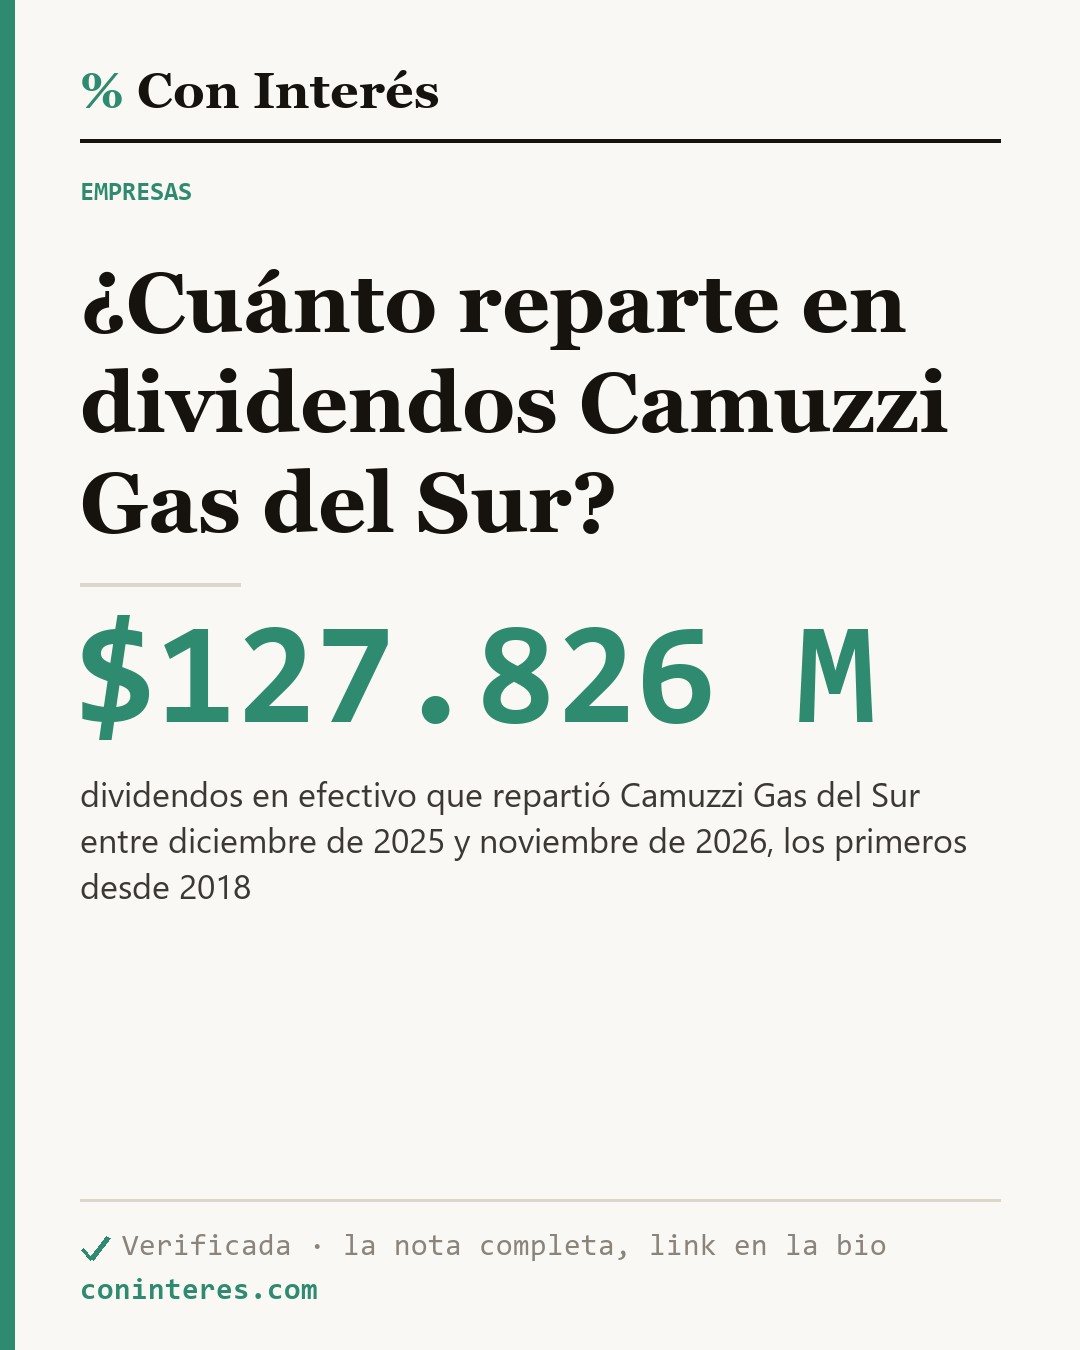 % Con Interés
EMPRESAS
¿Cuánto reparte en
dividendos Camuzzi
Gas del Sur?
$127.826 M
dividendos en efectivo que repartió Camuzzi Gas del Sur
entre diciembre de 2025 y noviembre de 2026, los primeros
desde 2018
✓ Verificada · la nota completa, link en la bio
coninteres.com